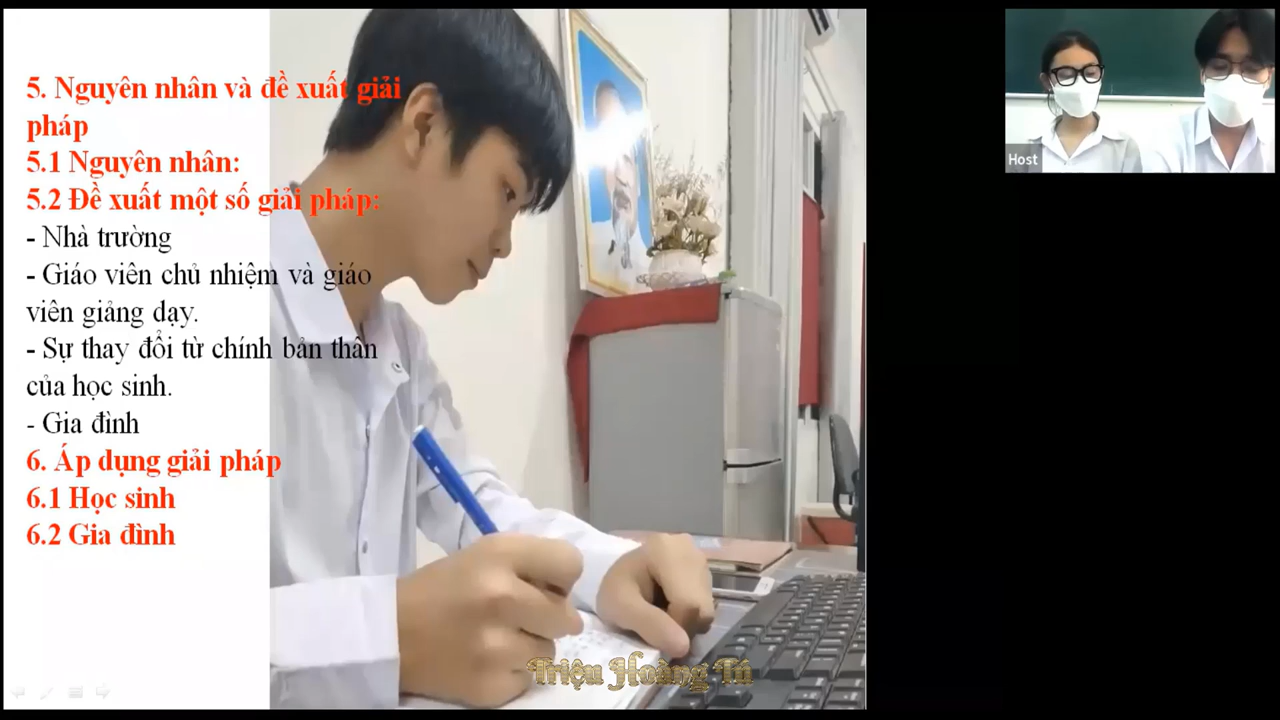 5. Nguyên nhân và đề xuất giải
pháp
5.1 Nguyên nhân:
5.2 Đề xuất một số giải pháp:
- Nhà trường
- Giáo viên chủ nhiệm và giáo
viên giảng dạy.
- Sự thay đổi từ chính bản thân
của học sinh.
- Gia đình
6. Áp dụng giải pháp
6.1 Học sinh
6.2 Gia đình
Triệu Hoàng Tú
Host